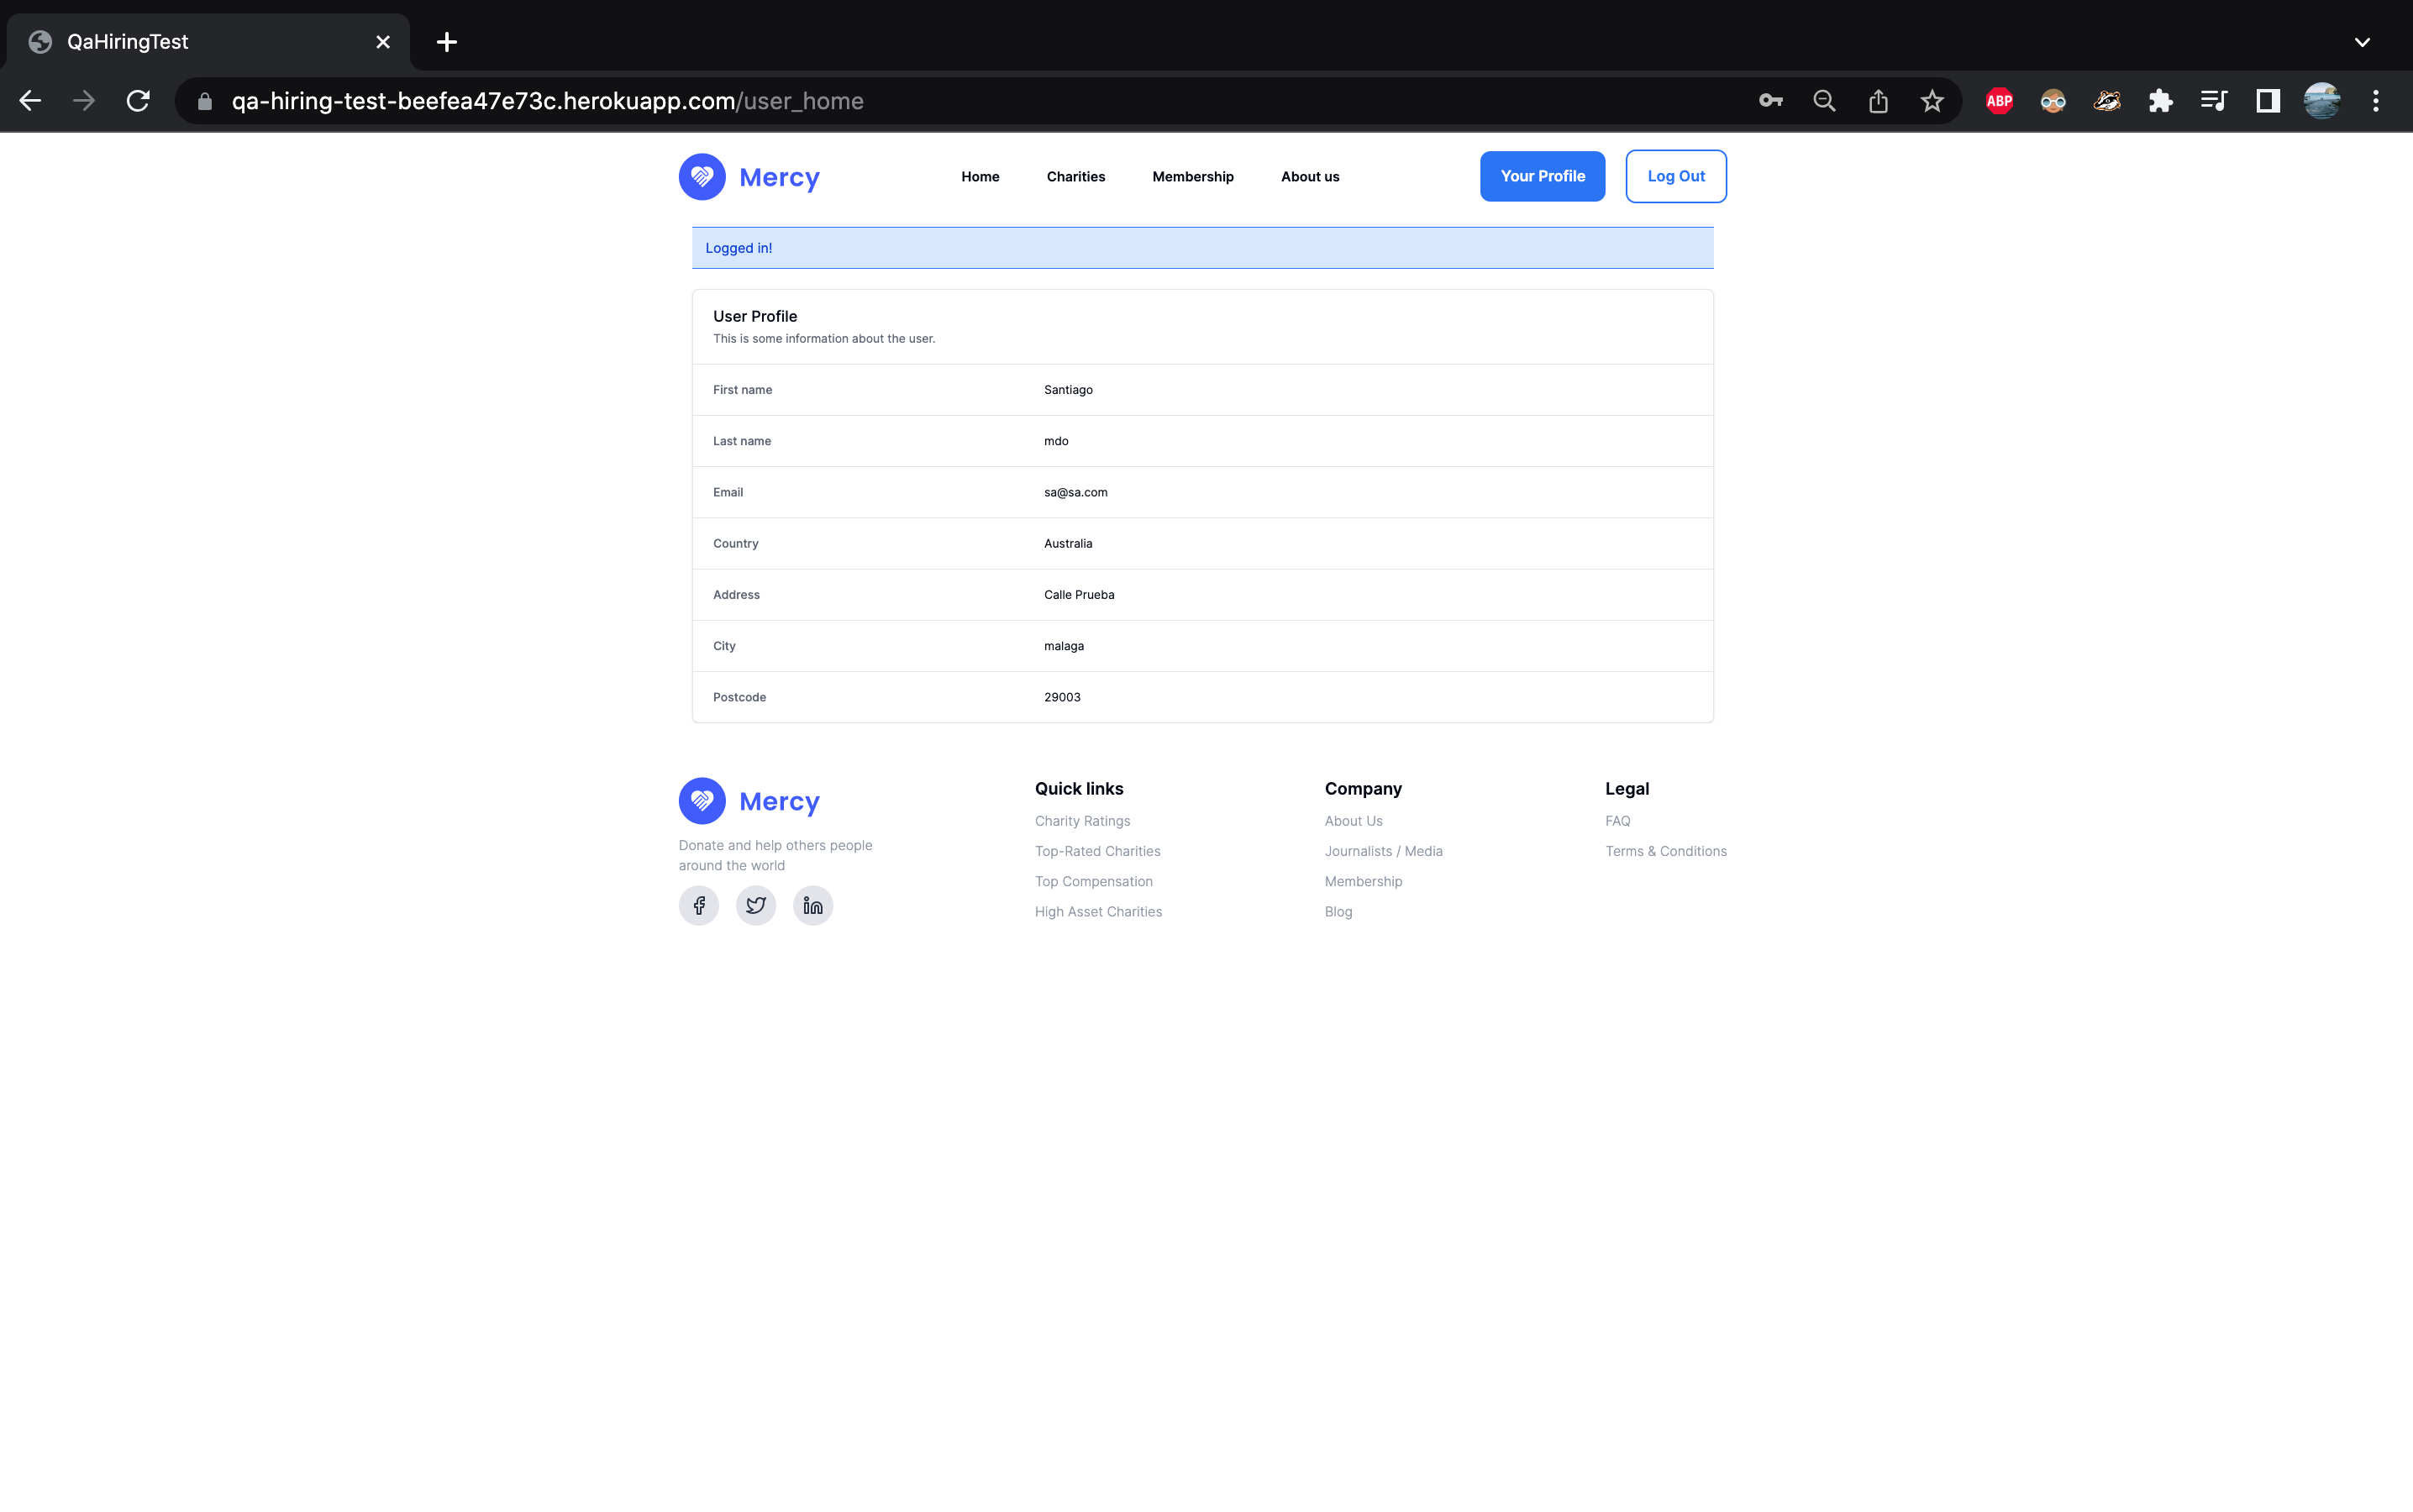 QaHiringTest
qa-hiring-test-beefea47e73c.herokuapp.com/user_home
ABP
Mercy
Home
Charities
Membership
About us
Your Profile
Log Out
Logged in!
User Profile
This is some information about the user.
First name Santiago
Last name mdo
Email sa@sa.com
Country Australia
Address Calle Prueba
City malaga
Postcode 29003
Mercy
Donate and help others people
around the world
Quick links
Charity Ratings
Top-Rated Charities
Top Compensation
High Asset Charities
Company
About Us
Journalists / Media
Membership
Blog
Legal
FAQ
Terms & Conditions